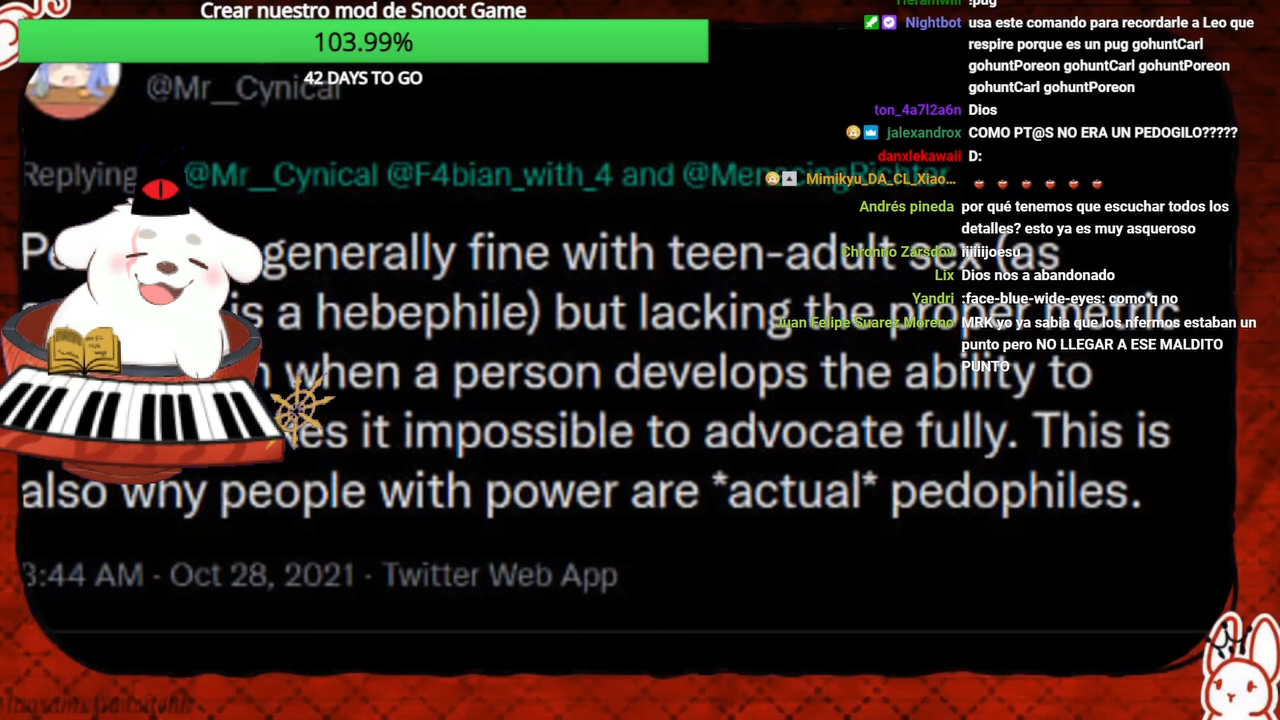 Crear nuestro mod de Snoot Game
103.99%
42 DAYS TO GO
@Mr__Cynical
Replying @Mr__Cynical @F4bian_with_4 and
generally fine with teen-adult (as
is a hebephile) but lacking the proper metric
when a person develops the ability to
it impossible to advocate fully. This is
also why people with power are *actual* pedophiles.
3:44 AM · Oct 28, 2021 · Twitter Web App
!pug
Nightbot usa este comando para recordarle a Leo que
respire porque es un pug gohuntCarl
gohuntPoreon gohuntCarl gohuntPoreon
gohuntCarl gohuntPoreon
ton_4a7l2a6n Dios
jalexandrox COMO PT@S NO ERA UN PEDOGILO?????
danxlekawaii D:
Mimikyu_DA_CL_Xiao...
Andrés pineda por qué tenemos que escuchar todos los
detalles? esto ya es muy asqueroso
Chronno Zarsdov iiiiiijoesu
Lix Dios nos a abandonado
Yandri :face-blue-wide-eyes: como q no
Juan Felipe Suarez Moreno MRK yo ya sabia que los nfermos estaban un
punto pero NO LLEGAR A ESE MALDITO
PUNTO